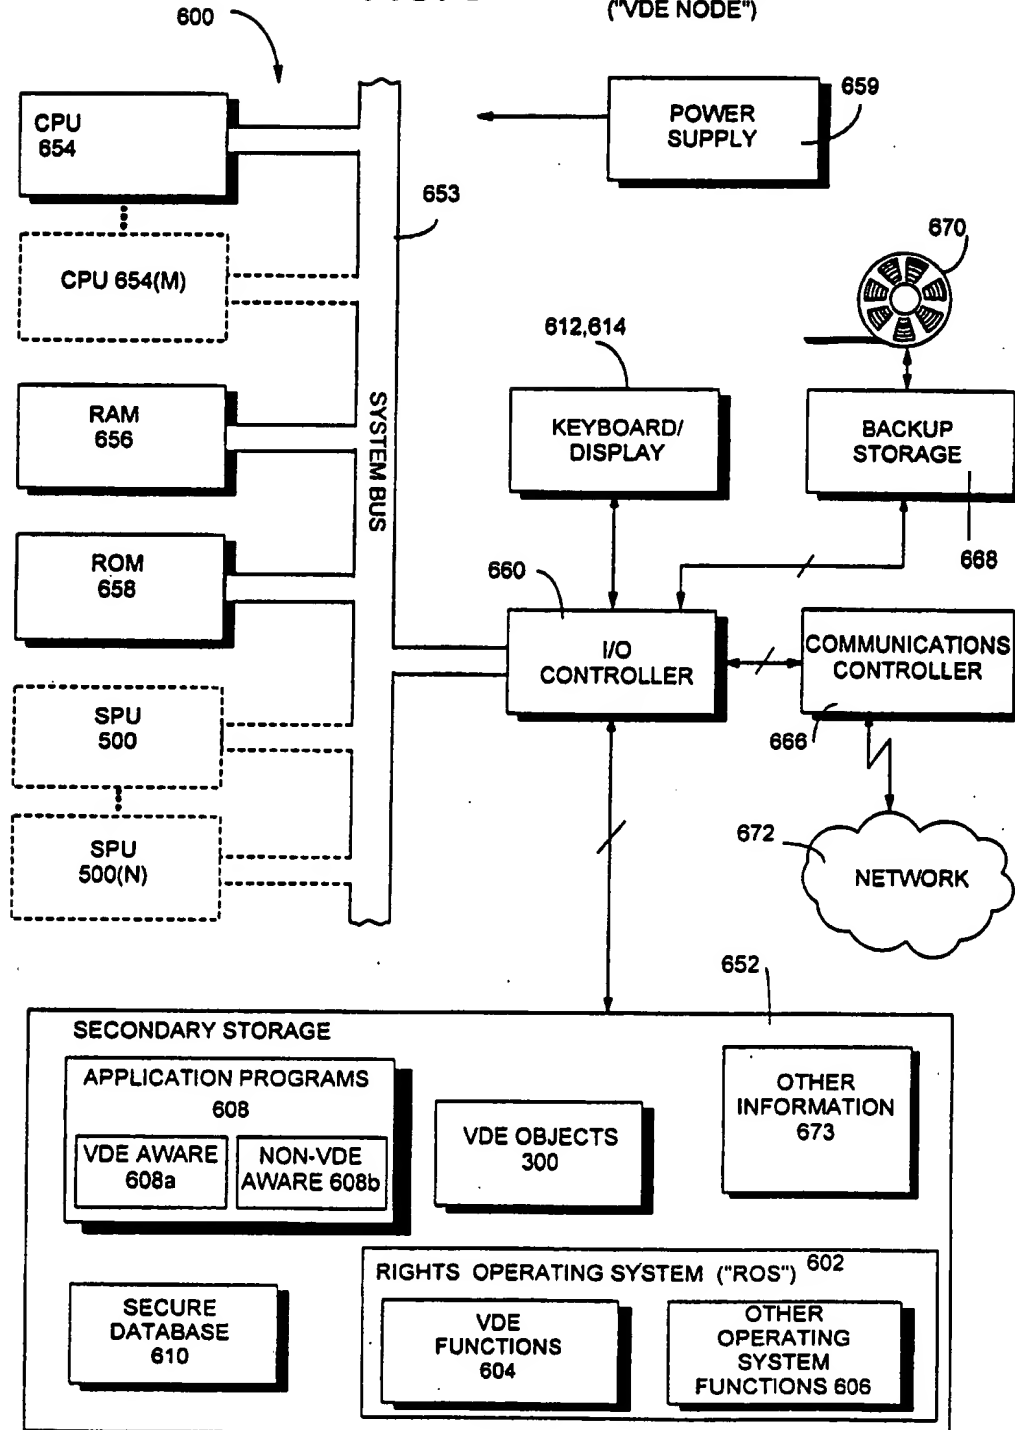 ("VDE NODE")
600
CPU
654
POWER
SUPPLY
659
653
CPU 654(M)
670
612,614
RAM
656
SYSTEM BUS
KEYBOARD/
DISPLAY
BACKUP
STORAGE
668
ROM
658
660
I/O
CONTROLLER
COMMUNICATIONS
CONTROLLER
666
SPU
500
SPU
500(N)
672
NETWORK
652
SECONDARY STORAGE
APPLICATION PROGRAMS
608
VDE AWARE
608a
NON-VDE
AWARE 608b
VDE OBJECTS
300
OTHER
INFORMATION
673
SECURE
DATABASE
610
RIGHTS OPERATING SYSTEM ("ROS") 602
VDE
FUNCTIONS
604
OTHER
OPERATING
SYSTEM
FUNCTIONS 606